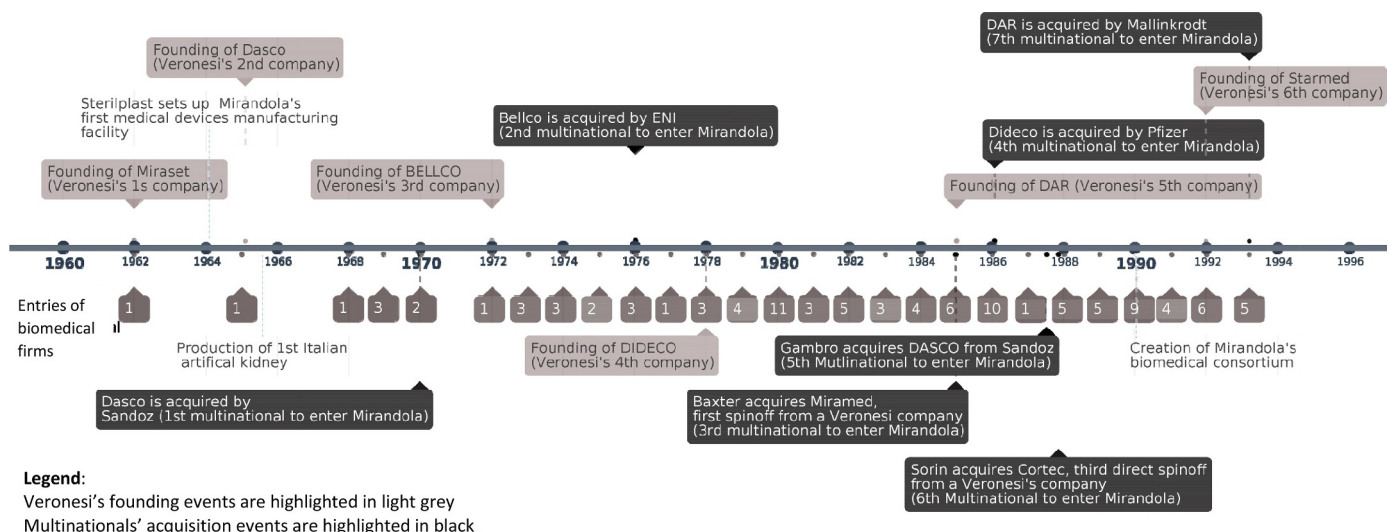 DAR is acquired by Mallinkrodt
(7th multinational to enter Mirandola)
Founding of Dasco
(Veronesi's 2nd company)
Founding of Starmed
(Veronesi's 6th company)
Sterilplast sets up Mirandola's
first medical devices manufacturing
facility
Bellco is acquired by ENI
(2nd multinational to enter Mirandola)
Dideco is acquired by Pfizer
(4th multinational to enter Mirandola)
Founding of Miraset
(Veronesi's 1s company)
Founding of BELLCO
(Veronesi's 3rd company)
Founding of DAR (Veronesi's 5th company)
1960 1962 1964 1966 1968 1970 1972 1974 1976 1978 1980 1982 1984 1986 1988 1990 1992 1994 1996
Entries of
biomedical al
firms
1 1 1 3 2 1 3 3 2 3 1 3 4 11 3 5 3 4 6 10 1 5 5 9 4 6 5
Production of 1st Italian
artifical kidney
Founding of DIDECO
(Veronesi's 4th company)
Gambro acquires DASCO from Sandoz
(5th Mutlinational to enter Mirandola)
Creation of Mirandola's
biomedical consortium
Dasco is acquired by
Sandoz (1st multinational to enter Mirandola)
Baxter acquires Miramed,
first spinoff from a Veronesi company
(3rd multinational to enter Mirandola)
Sorin acquires Cortec, third direct spinoff
from a Veronesi's company
(6th Multinational to enter Mirandola)
Legend:
Veronesi's founding events are highlighted in light grey
Multinationals' acquisition events are highlighted in black